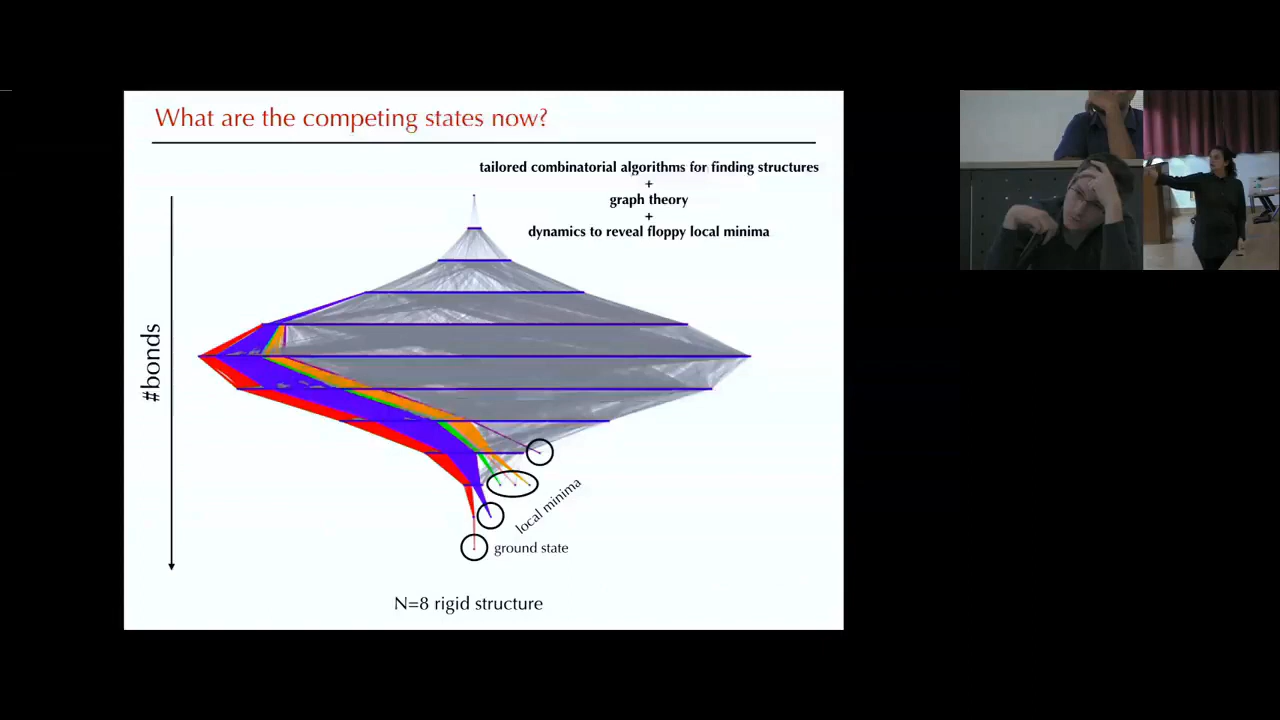 What are the competing states now?
tailored combinatorial algorithms for finding structures
+
graph theory
+
dynamics to reveal floppy local minima
#bonds
local minima
ground state
N=8 rigid structure